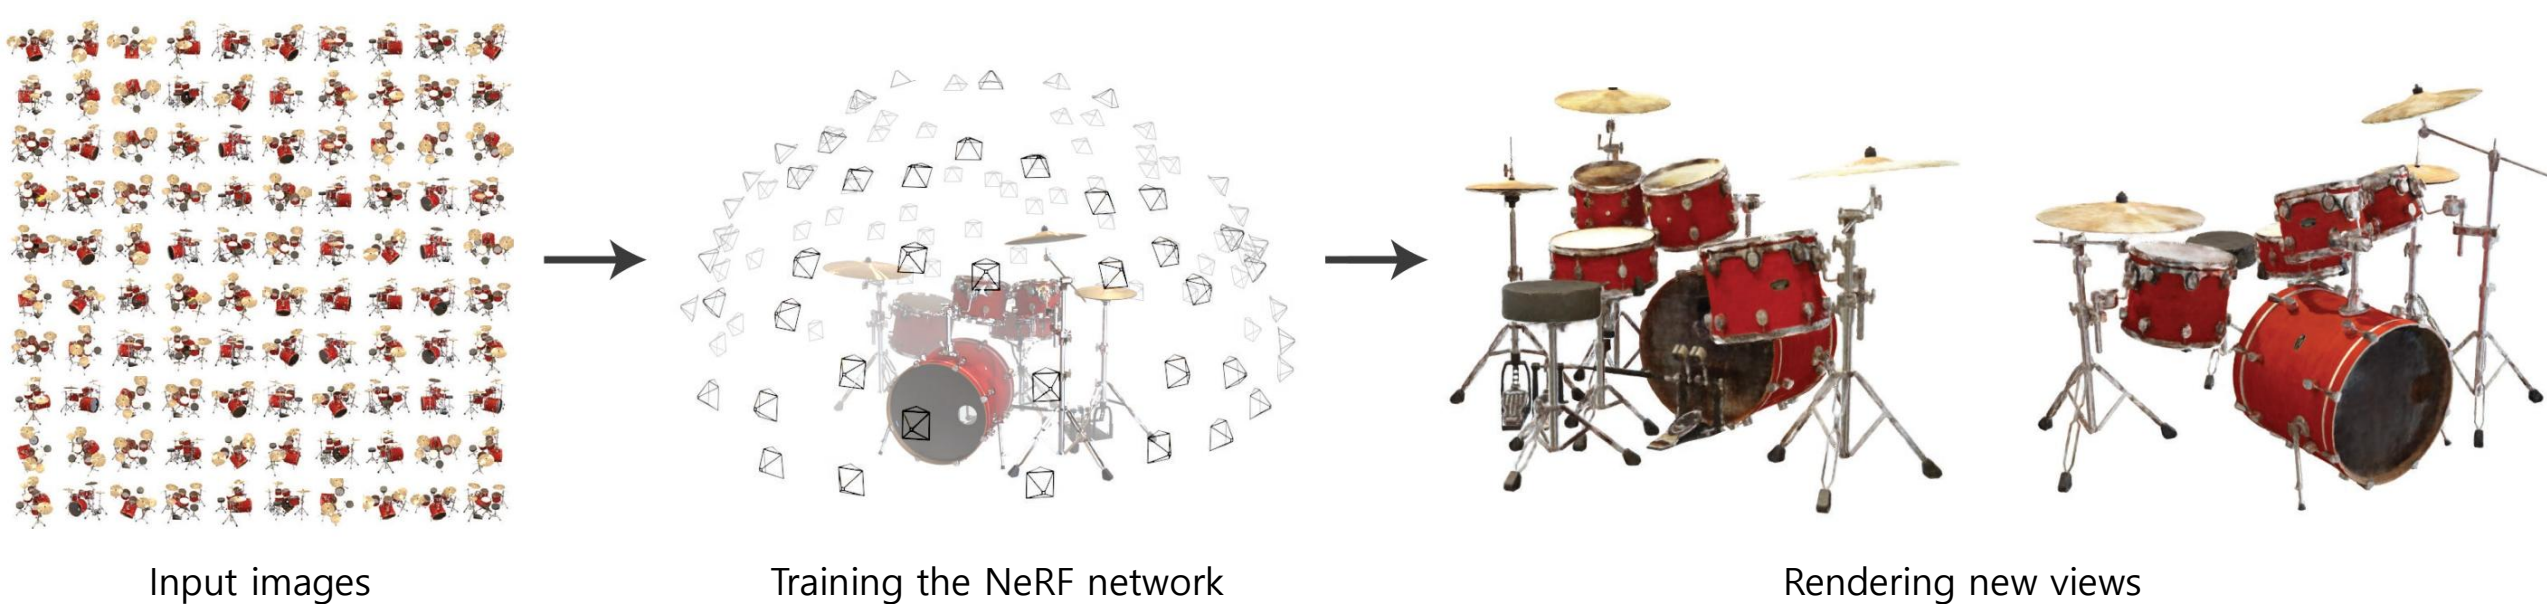 Input images
Training the NeRF network
Rendering new views